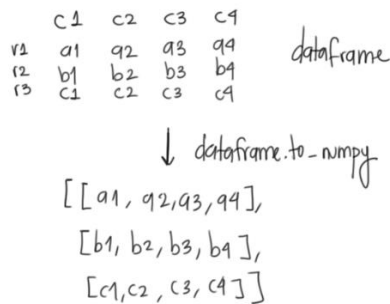 c1 c2 c3 c4
r1 a1 a2 a3 a4
r2 b1 b2 b3 b4
r3 c1 c2 c3 c4
dataframe
dataframe.to_numpy
[[a1, a2,a3,a4],
[b1, b2, b3, b4],
[c1,c2, c3, c4]]